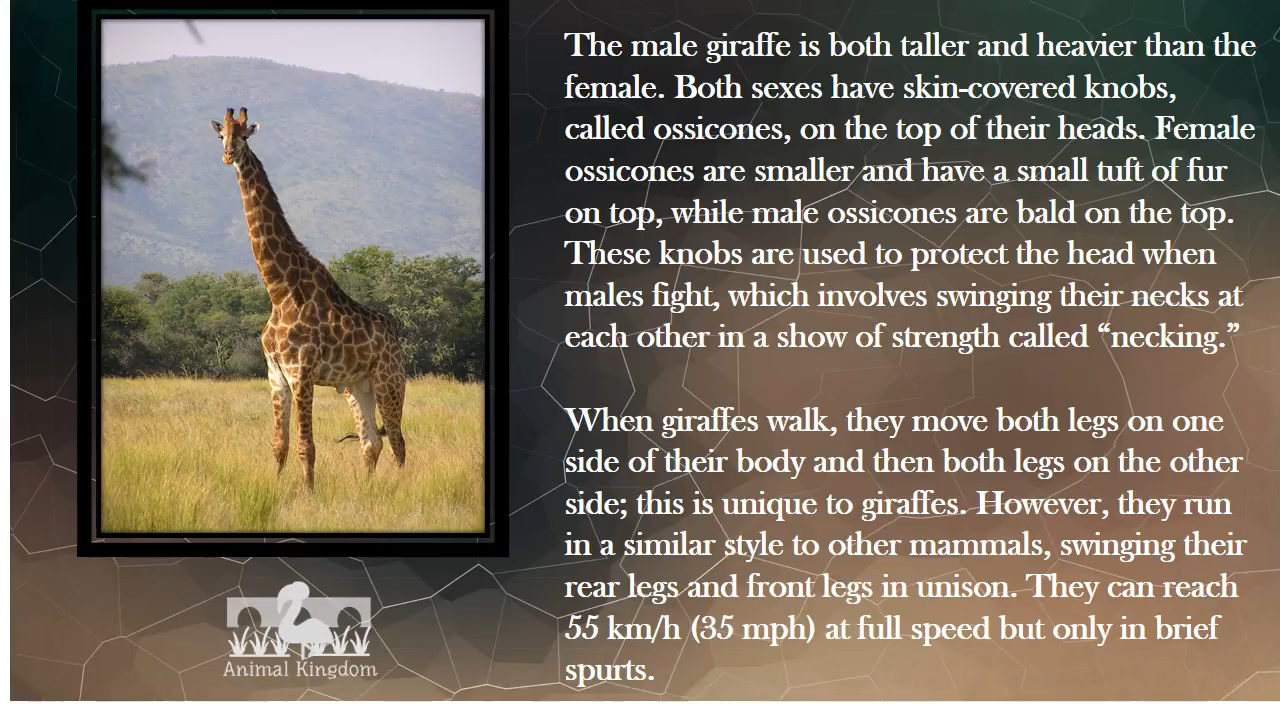 The male giraffe is both taller and heavier than the
female. Both sexes have skin-covered knobs,
called ossicones, on the top of their heads. Female
ossicones are smaller and have a small tuft of fur
on top, while male ossicones are bald on the top.
These knobs are used to protect the head when
males fight, which involves swinging their necks at
each other in a show of strength called “necking.”
When giraffes walk, they move both legs on one
side of their body and then both legs on the other
side; this is unique to giraffes. However, they run
in a similar style to other mammals, swinging their
rear legs and front legs in unison. They can reach
55 km/h (35 mph) at full speed but only in brief
spurts.
Animal Kingdom